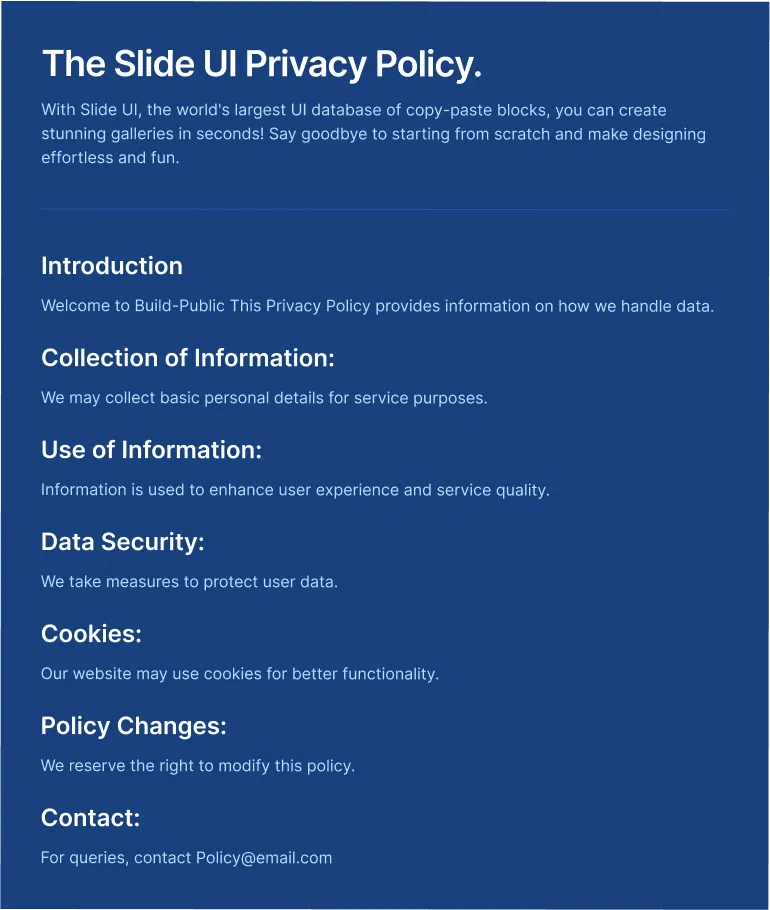 The Slide UI Privacy Policy.
With Slide UI, the world's largest UI database of copy-paste blocks, you can create
stunning galleries in seconds! Say goodbye to starting from scratch and make designing
effortless and fun.
Introduction
Welcome to Build-Public This Privacy Policy provides information on how we handle data.
Collection of Information:
We may collect basic personal details for service purposes.
Use of Information:
Information is used to enhance user experience and service quality.
Data Security:
We take measures to protect user data.
Cookies:
Our website may use cookies for better functionality.
Policy Changes:
We reserve the right to modify this policy.
Contact:
For queries, contact Policy@email.com